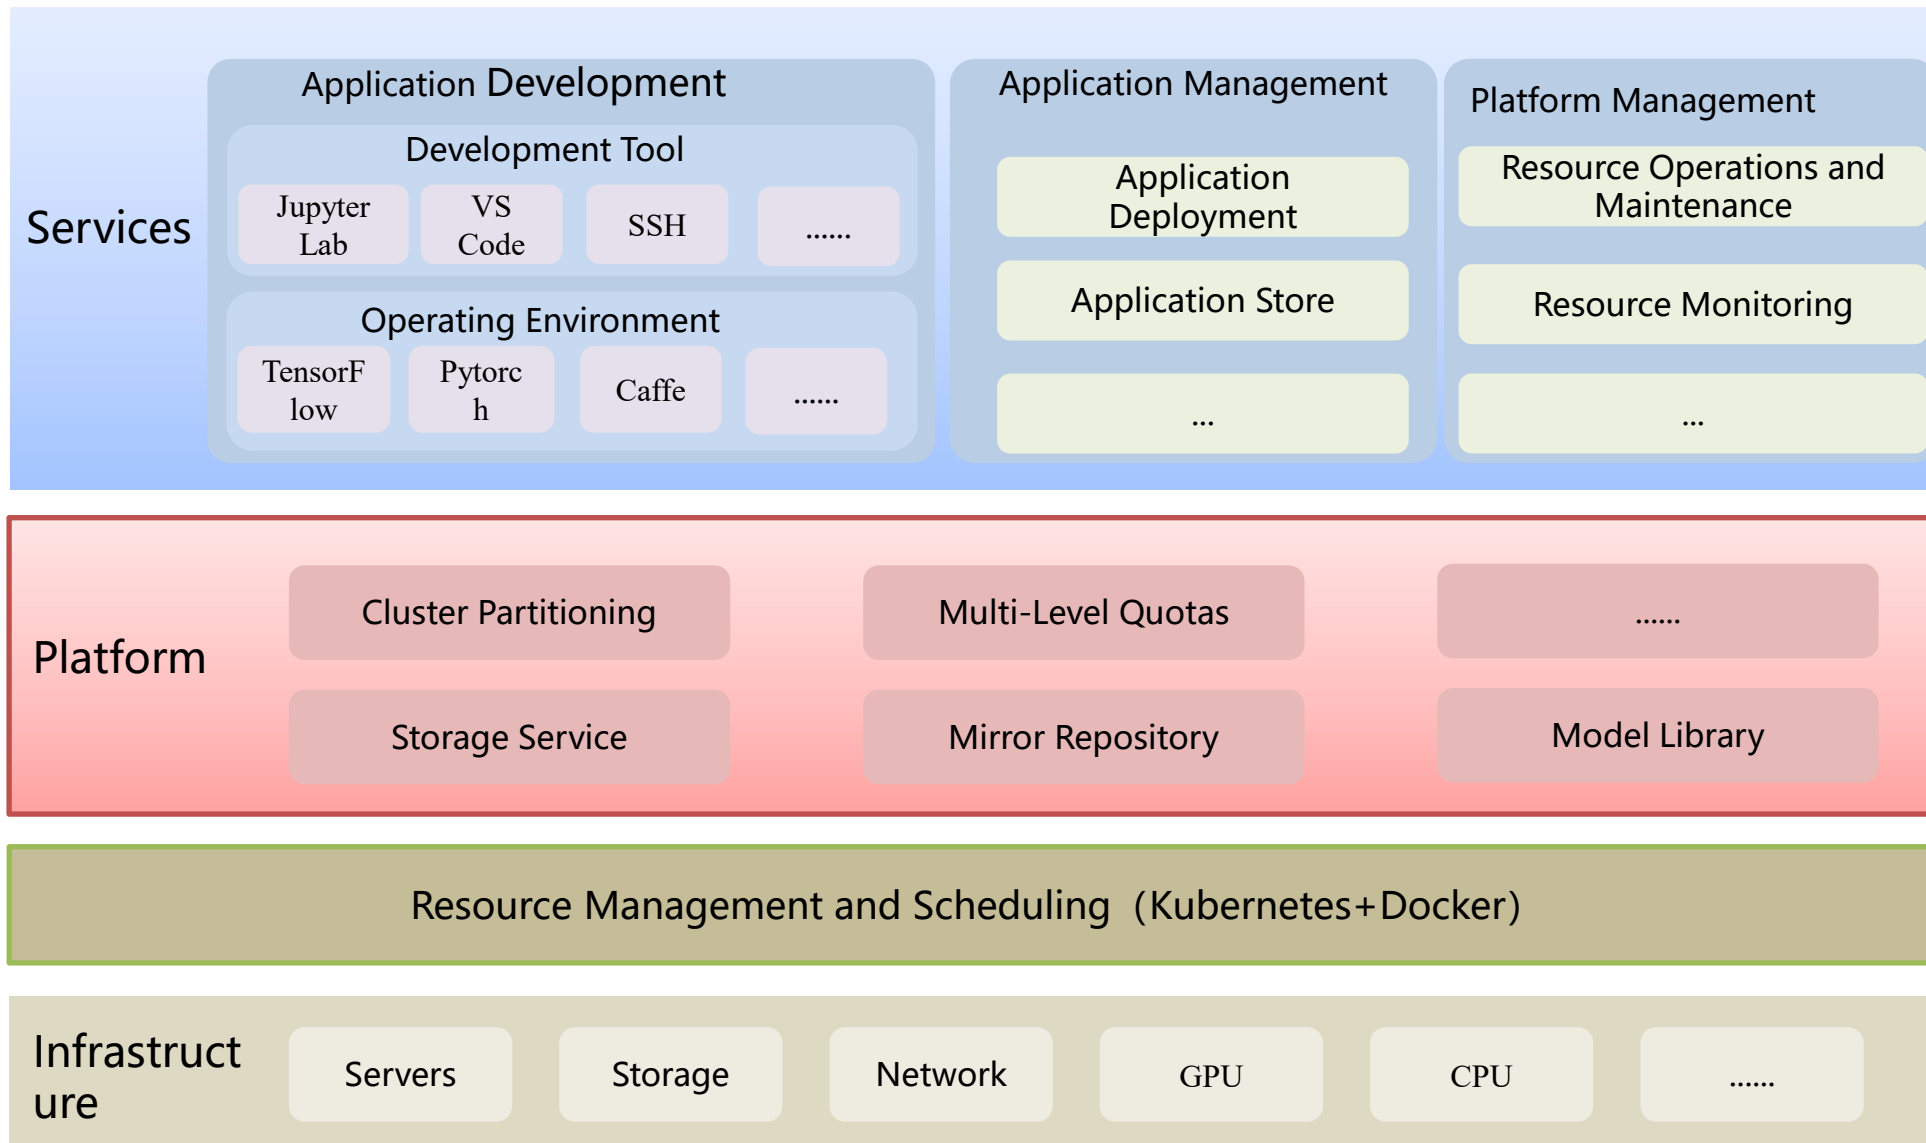 Services
Application Development
Development Tool
Jupyter
Lab
VS
Code
SSH
......
Operating Environment
TensorF
low
Pytorc
h
Caffe
......
Application Management
Application
Deployment
Application Store
...
Platform Management
Resource Operations and
Maintenance
Resource Monitoring
...
Platform
Cluster Partitioning
Multi-Level Quotas
......
Storage Service
Mirror Repository
Model Library
Resource Management and Scheduling（Kubernetes+Docker）
Infrastruct
ure
Servers
Storage
Network
GPU
CPU
......